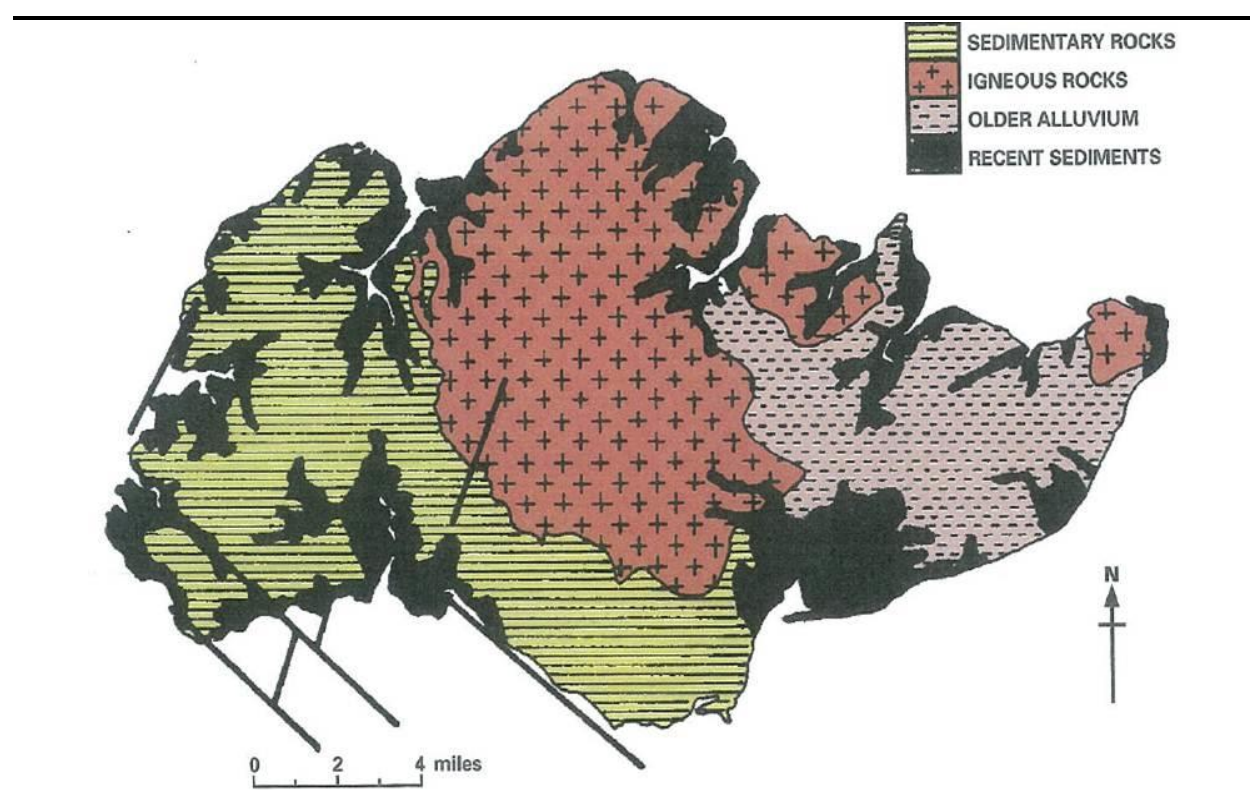 SEDIMENTARY ROCKS
IGNEOUS ROCKS
OLDER ALLUVIUM
RECENT SEDIMENTS
N
0 2 4 miles